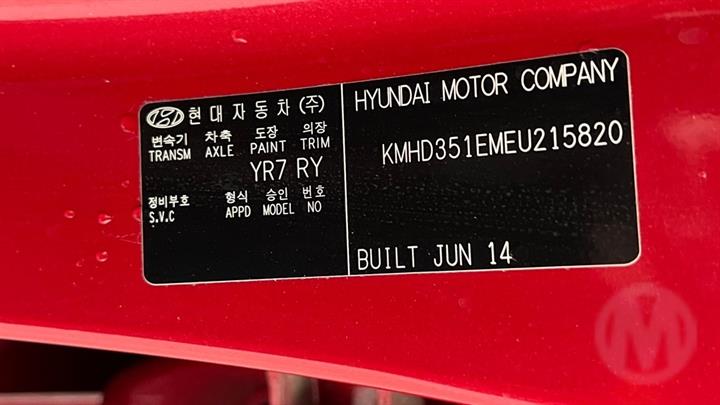 현대자동차 (주)
변속기 차축 도장 의장
TRANSM AXLE PAINT TRIM
YR7 RY
정비부호 형식 승인 번호
S.V.C APPD MODEL NO
HYUNDAI MOTOR COMPANY
KMHD351EMEU215820
BUILT JUN 14
M